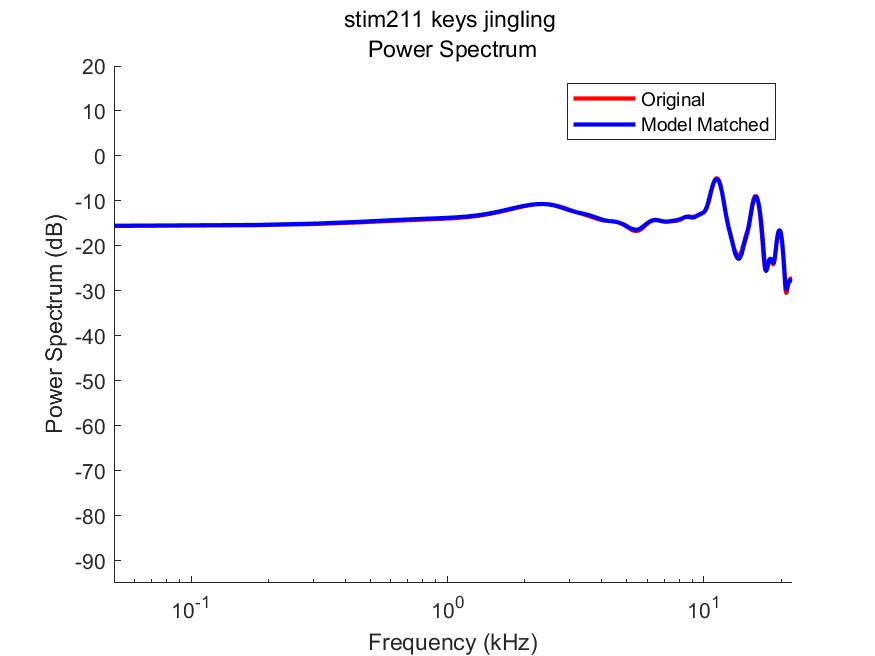 stim211 keys jingling
Power Spectrum
Original
Model Matched
20
10
0
-10
-20
-30
-40
-50
-60
-70
-80
-90
Power Spectrum (dB)
10^-1
10^0
10^1
Frequency (kHz)